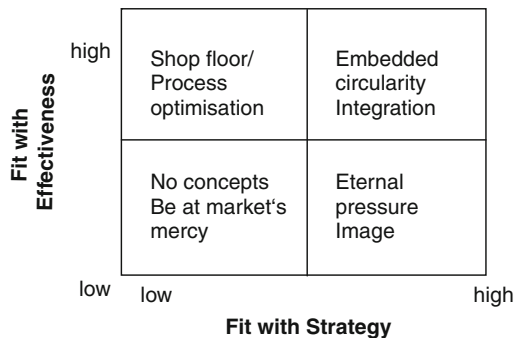 Fit with
Effectiveness
high
Shop floor/
Process
optimisation
Embedded
circularity
Integration
No concepts
Be at market‘s
mercy
Eternal
pressure
Image
low
low
high
Fit with Strategy